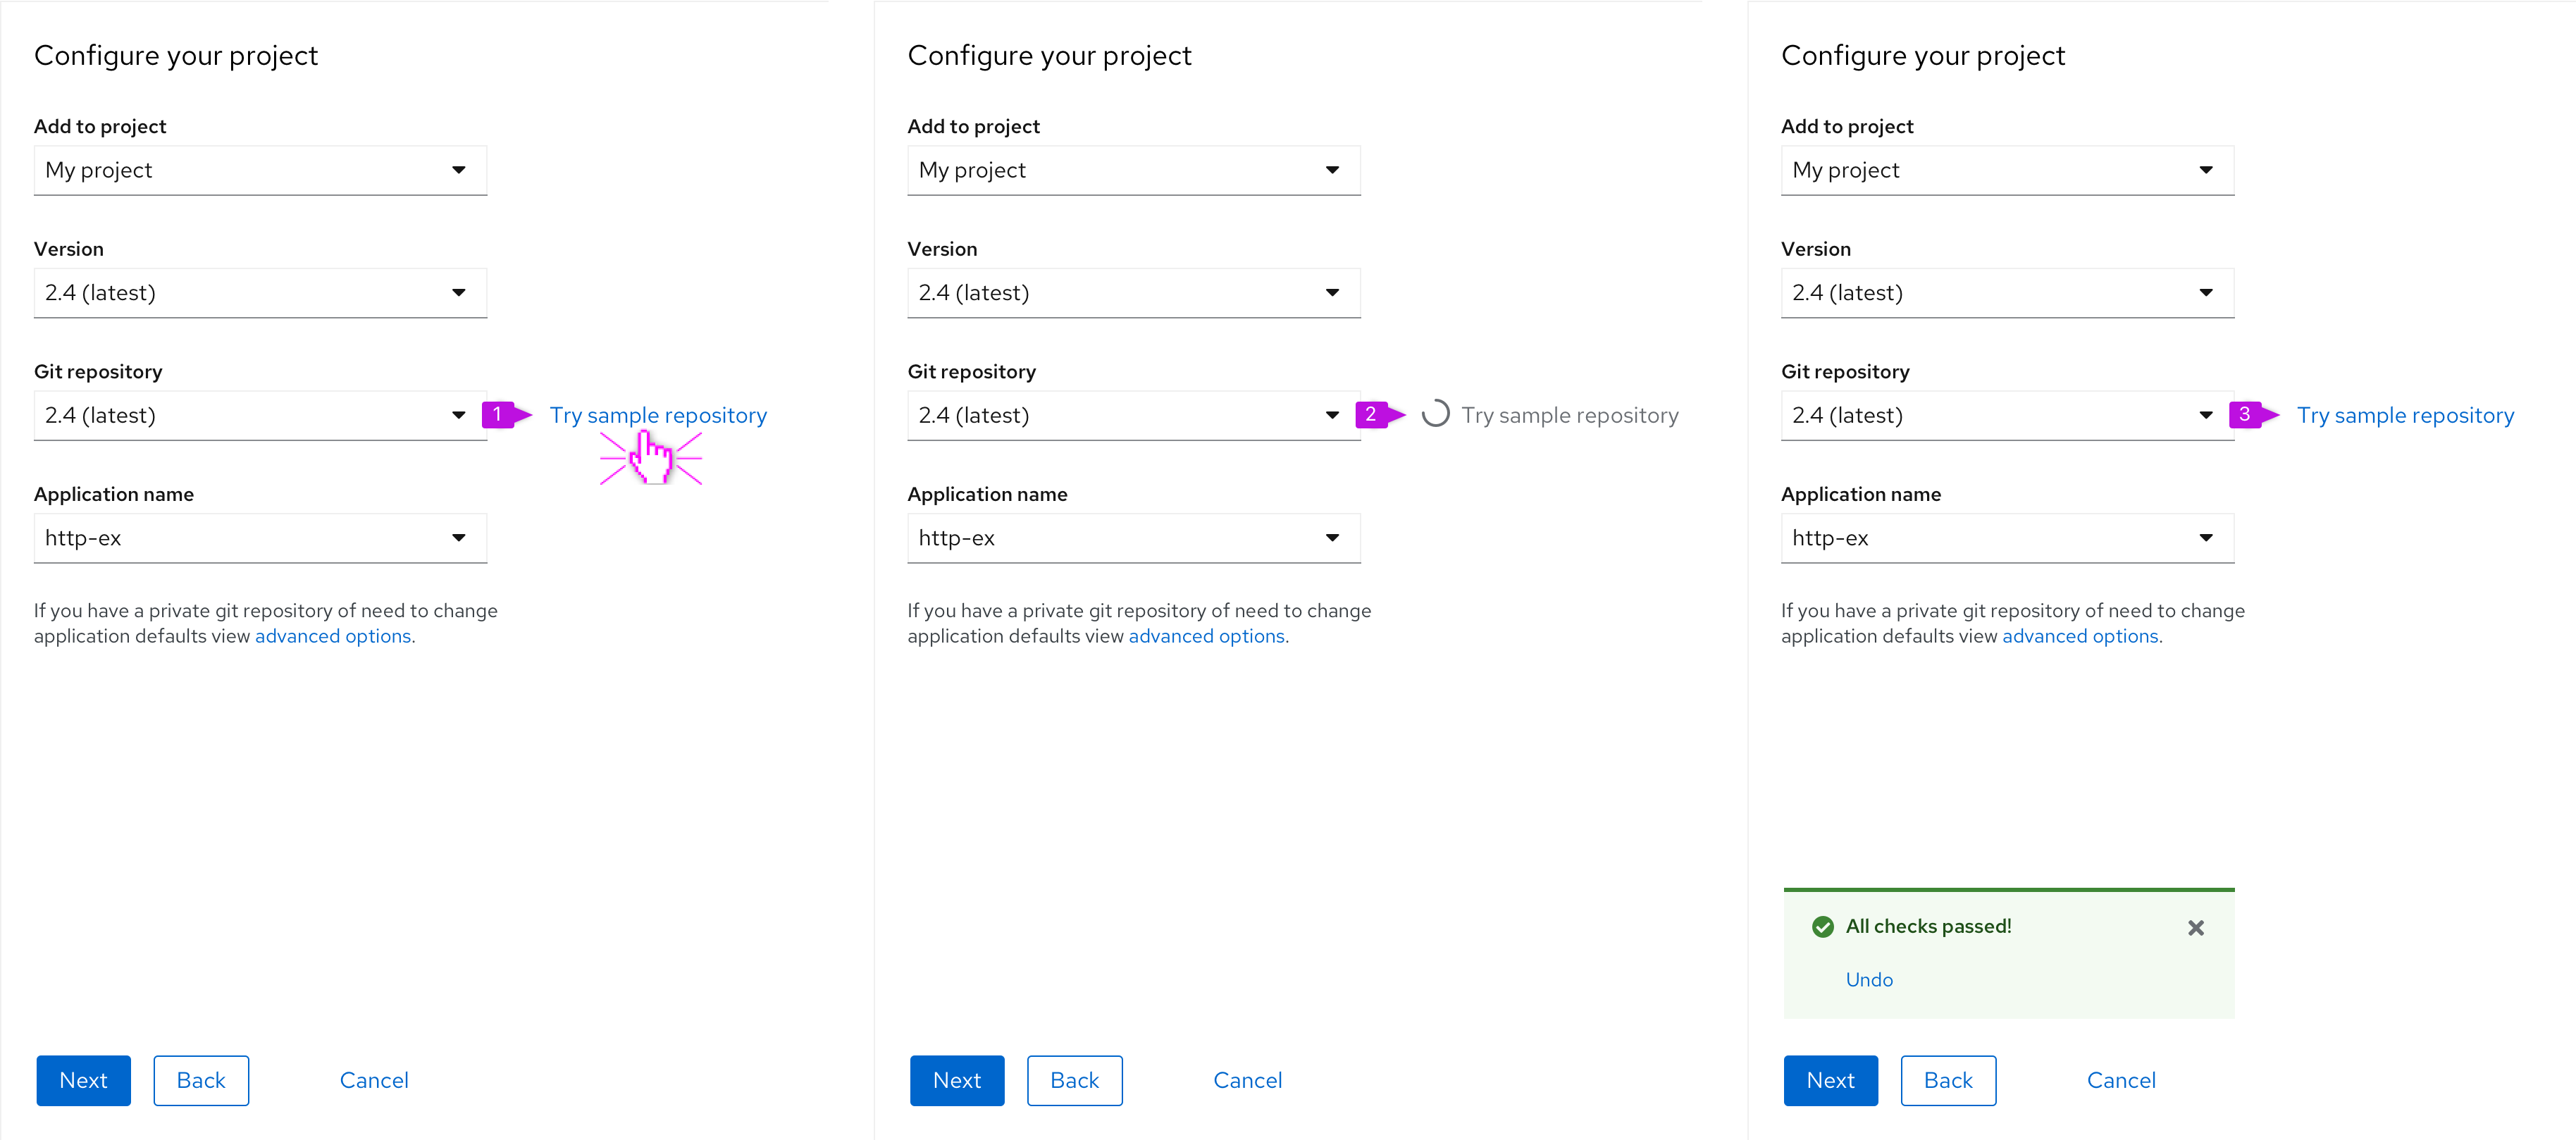 Configure your project
Add to project
My project
Version
2.4 (latest)
Git repository
2.4 (latest)
1
Try sample repository
Application name
http-ex
If you have a private git repository of need to change
application defaults view advanced options.
Next
Back
Cancel
Configure your project
Add to project
My project
Version
2.4 (latest)
Git repository
2.4 (latest)
2
Try sample repository
Application name
http-ex
If you have a private git repository of need to change
application defaults view advanced options.
Next
Back
Cancel
Configure your project
Add to project
My project
Version
2.4 (latest)
Git repository
2.4 (latest)
3
Try sample repository
Application name
http-ex
If you have a private git repository of need to change
application defaults view advanced options.
All checks passed!
Undo
Next
Back
Cancel